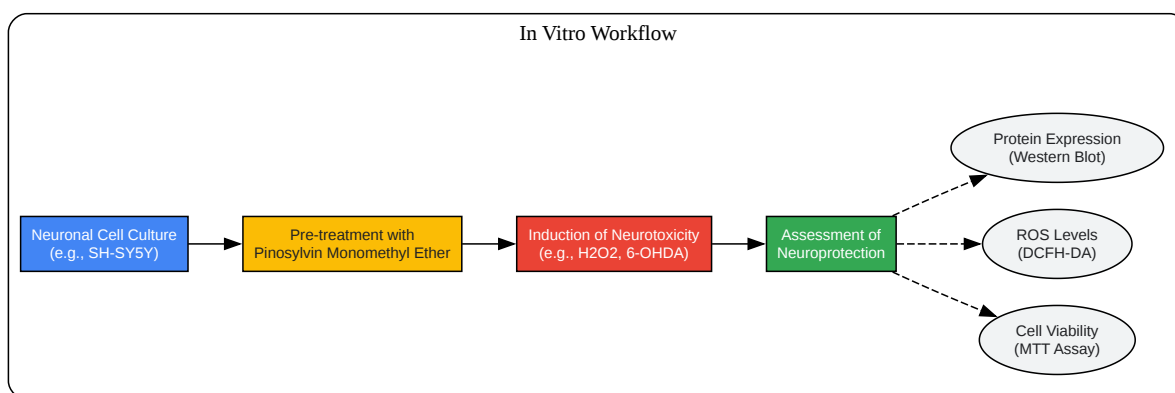 In Vitro Workflow
Neuronal Cell Culture
(e.g., SH-SY5Y)
Pre-treatment with
Pinosylvin Monomethyl Ether
Induction of Neurotoxicity
(e.g., H2O2, 6-OHDA)
Assessment of
Neuroprotection
Protein Expression
(Western Blot)
ROS Levels
(DCFH-DA)
Cell Viability
(MTT Assay)